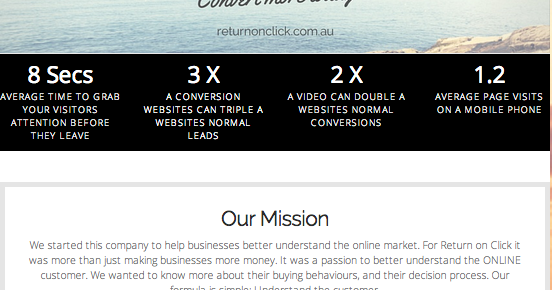 returnonclick.com.au
8 Secs
AVERAGE TIME TO GRAB
YOUR VISITORS
ATTENTION BEFORE
THEY LEAVE
3 X
A CONVERSION
WEBSITES CAN TRIPLE A
WEBSITES NORMAL
LEADS
2 X
A VIDEO CAN DOUBLE A
WEBSITES NORMAL
CONVERSIONS
1.2
AVERAGE PAGE VISITS
ON A MOBILE PHONE
Our Mission
We started this company to help businesses better understand the online market. For Return on Click it
was more than just making businesses more money. It was a passion to better understand the ONLINE
customer. We wanted to know more about their buying behaviours, and their decision process. Our
formula is simple: Understand the customer